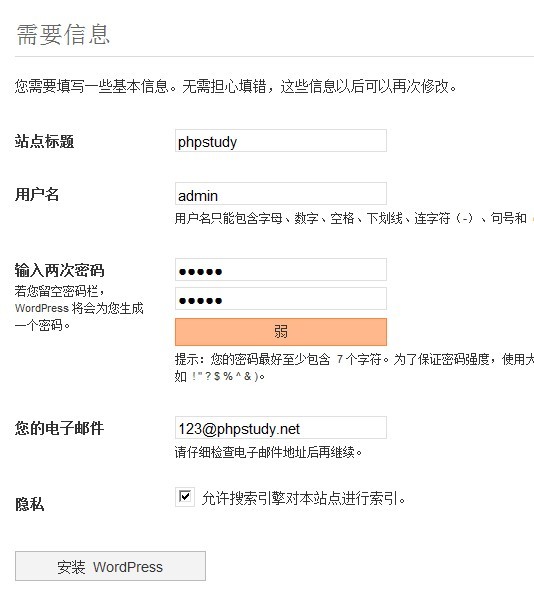 需要信息
您需要填写一些基本信息。无需担心填错，这些信息以后可以再次修改。
站点标题
phpstudy
用户名
admin
用户名只能包含字母、数字、空格、下划线、连字符（-）、句号和
输入两次密码
●●●●●
若您留空密码栏，
WordPress 将会为您生成
一个密码。
●●●●●
弱
提示：您的密码最好至少包含 7 个字符。为了保证密码强度，使用大
如 ! " ? $ % ^ & )。
您的电子邮件
123@phpstudy.net
请仔细检查电子邮件地址后再继续。
隐私
允许搜索引擎对本站点进行索引。
安装 WordPress